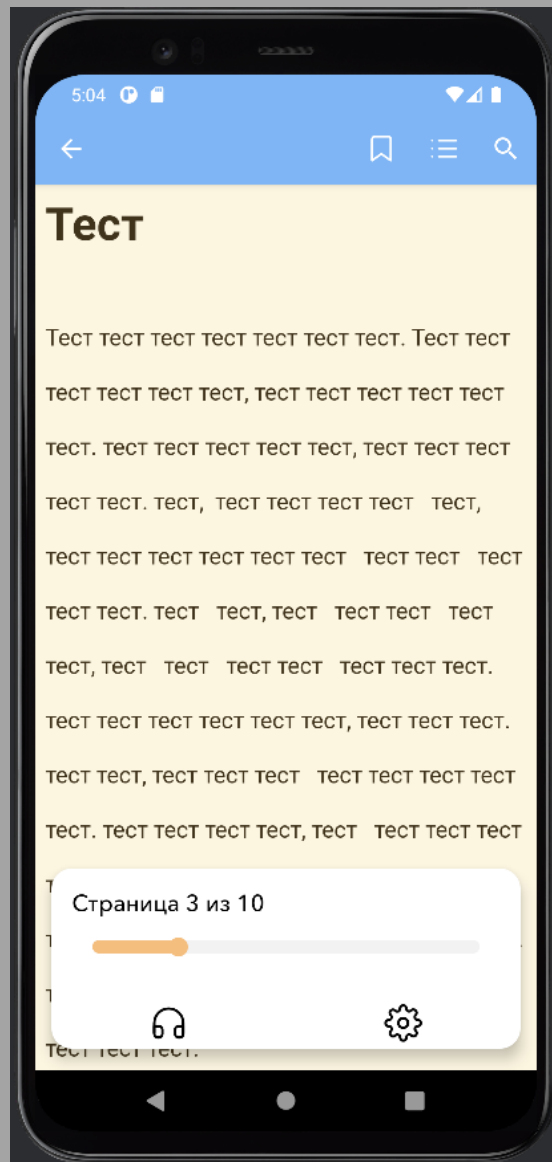 5:04
Тест
Тест тест тест тест тест тест тест. Тест тест
тест тест тест тест, тест тест тест тест тест
тест. тест тест тест тест тест, тест тест тест
тест тест. тест,  тест тест тест тест   тест,
тест тест тест тест тест тест   тест тест   тест
тест тест. тест   тест, тест   тест тест   тест
тест, тест   тест   тест тест   тест тест тест.
тест тест тест тест тест тест, тест тест тест.
тест тест, тест тест тест   тест тест тест тест
тест. тест тест тест тест, тест   тест тест тест
Страница 3 из 10
тест тест тест.